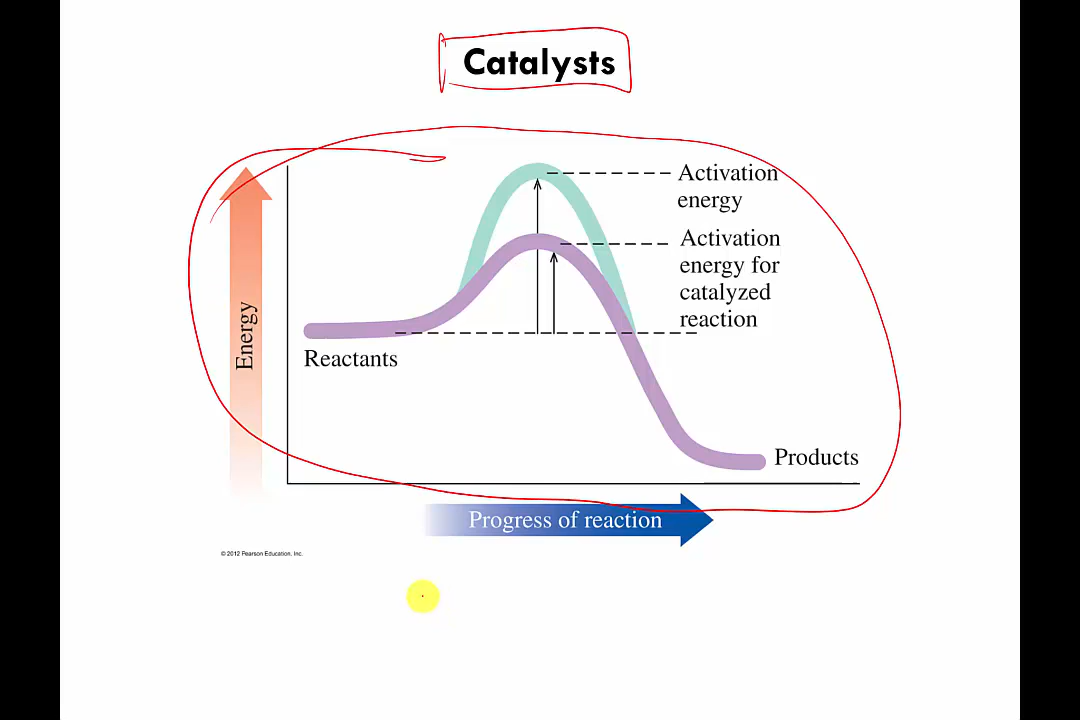 Catalysts
Activation
energy
Activation
energy for
catalyzed
reaction
Energy
Reactants
Products
Progress of reaction
© 2012 Pearson Education, Inc.